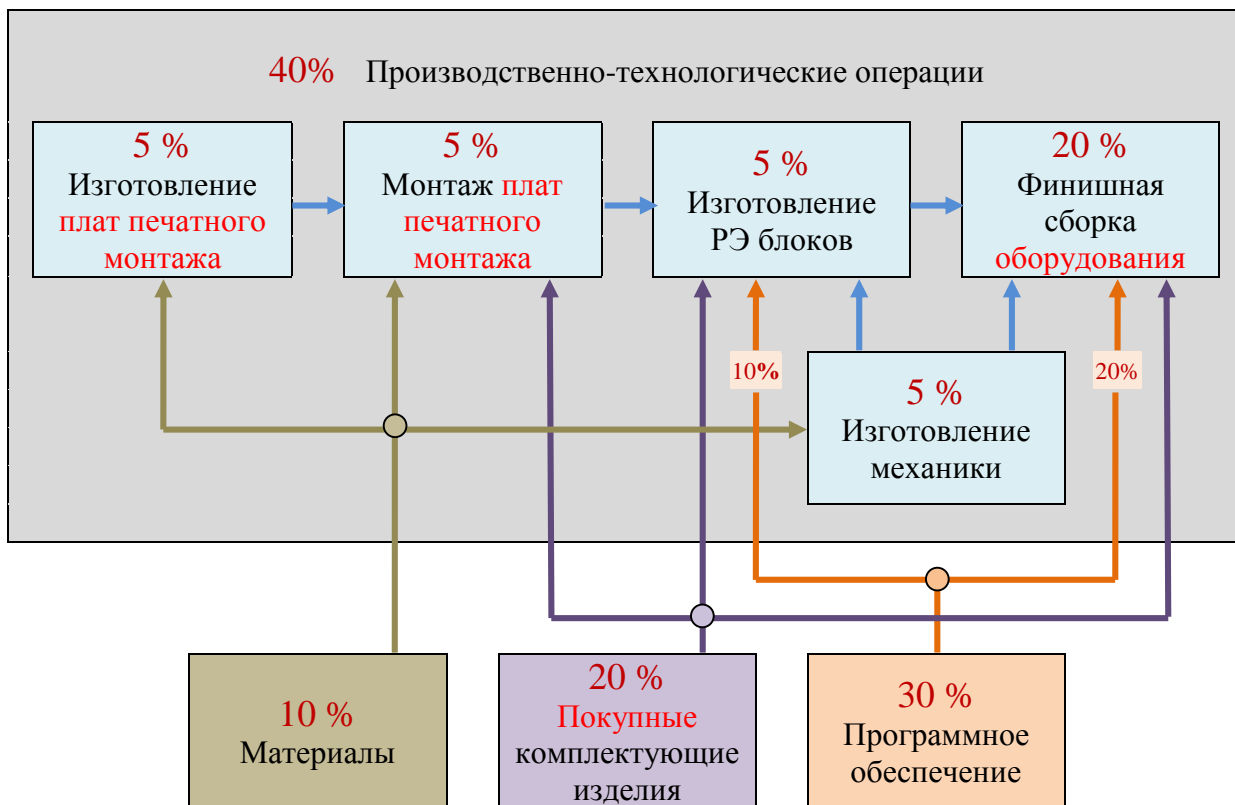 40% Производственно-технологические операции
5 %
Изготовление
плат печатного
монтажа
5 %
Монтаж плат
печатного
монтажа
5 %
Изготовление
РЭ блоков
20 %
Финишная
сборка
оборудования
10%
20%
5 %
Изготовление
механики
10 %
Материалы
20 %
Покупные
комплектующие
изделия
30 %
Программное
обеспечение